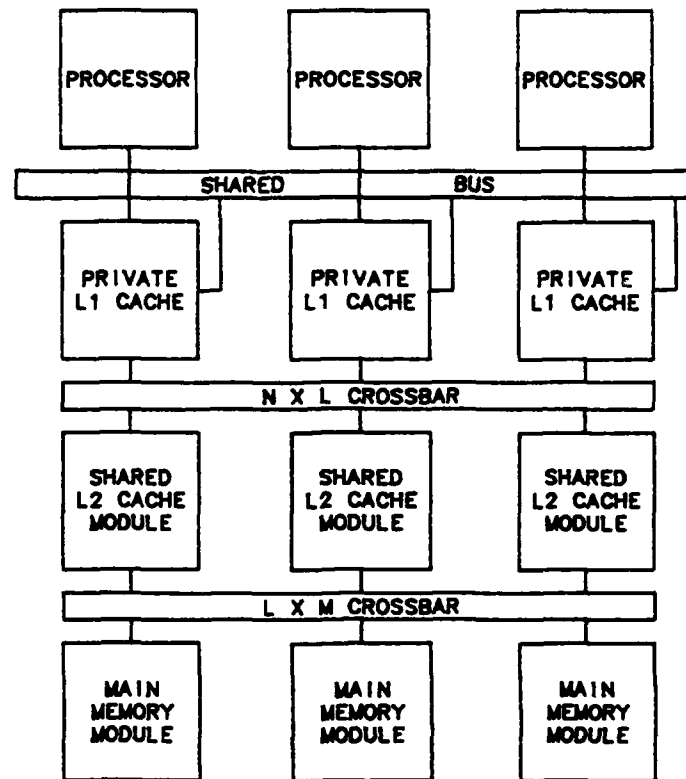 PROCESSOR PROCESSOR PROCESSOR
SHARED BUS
PRIVATE PRIVATE PRIVATE
L1 CACHE L1 CACHE L1 CACHE
N X L CROSSBAR
SHARED SHARED SHARED
L2 CACHE L2 CACHE L2 CACHE
MODULE MODULE MODULE
L X M CROSSBAR
MAIN MAIN MAIN
MEMORY MEMORY MEMORY
MODULE MODULE MODULE